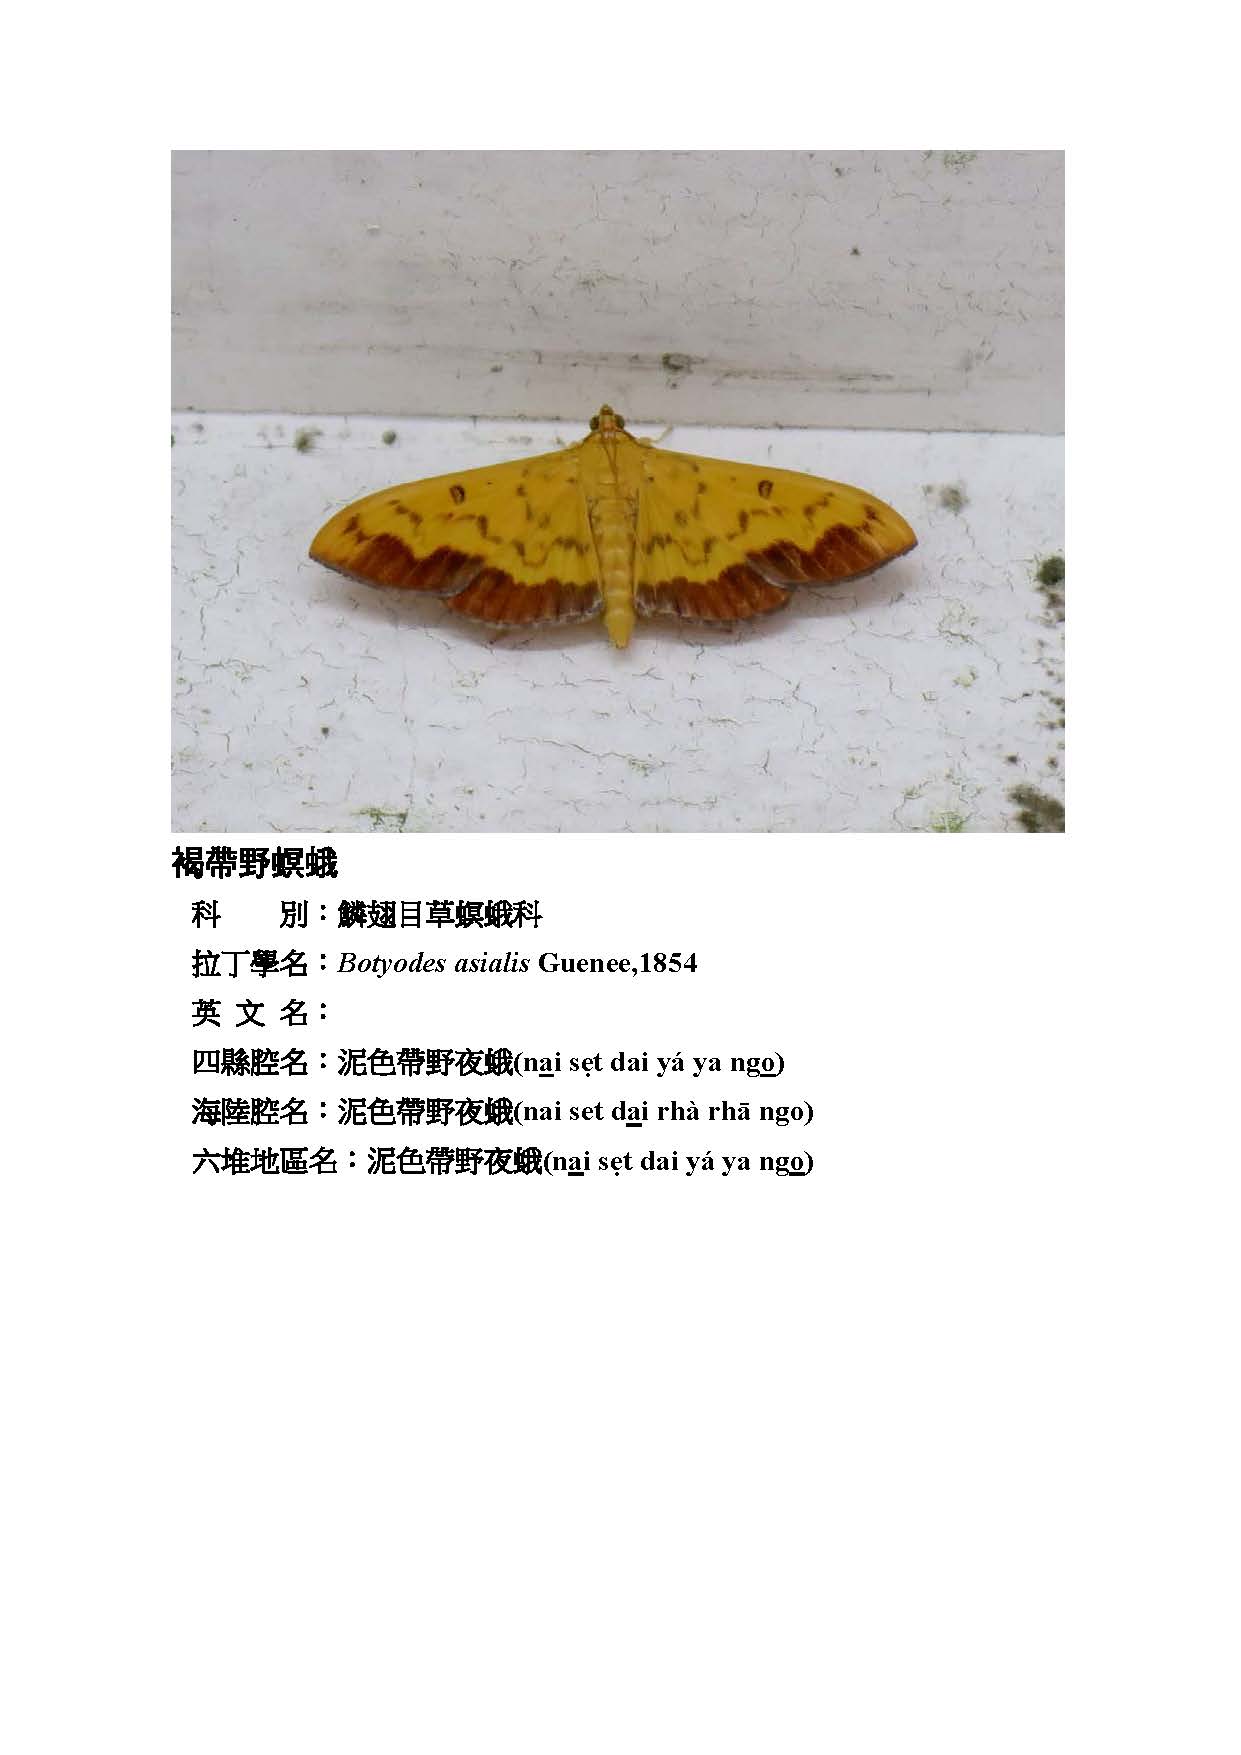 褐帶野螟蛾
科　　別：鱗翅目草螟蛾科
拉丁學名：Botyodes asialis Guenee,1854
英 文 名：
四縣腔名：泥色帶野夜蛾(na̲i sẹt dai yá ya ngo̲)
海陸腔名：泥色帶野夜蛾(nai set da̲i rhà rhā ngo)
六堆地區名：泥色帶野夜蛾(na̲i sẹt dai yá ya ngo̲)